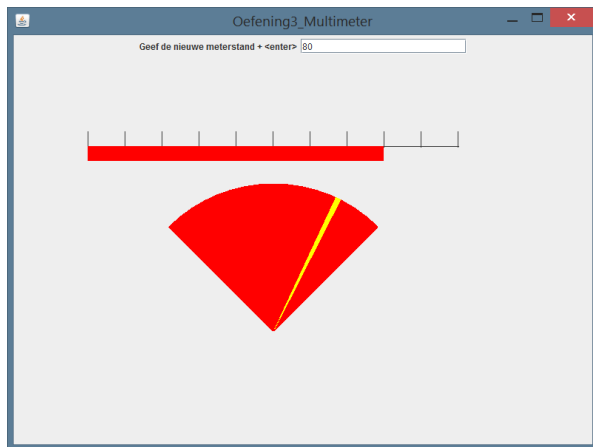 Oefening3_Multimeter
Geef de nieuwe meterstand + <enter> 80